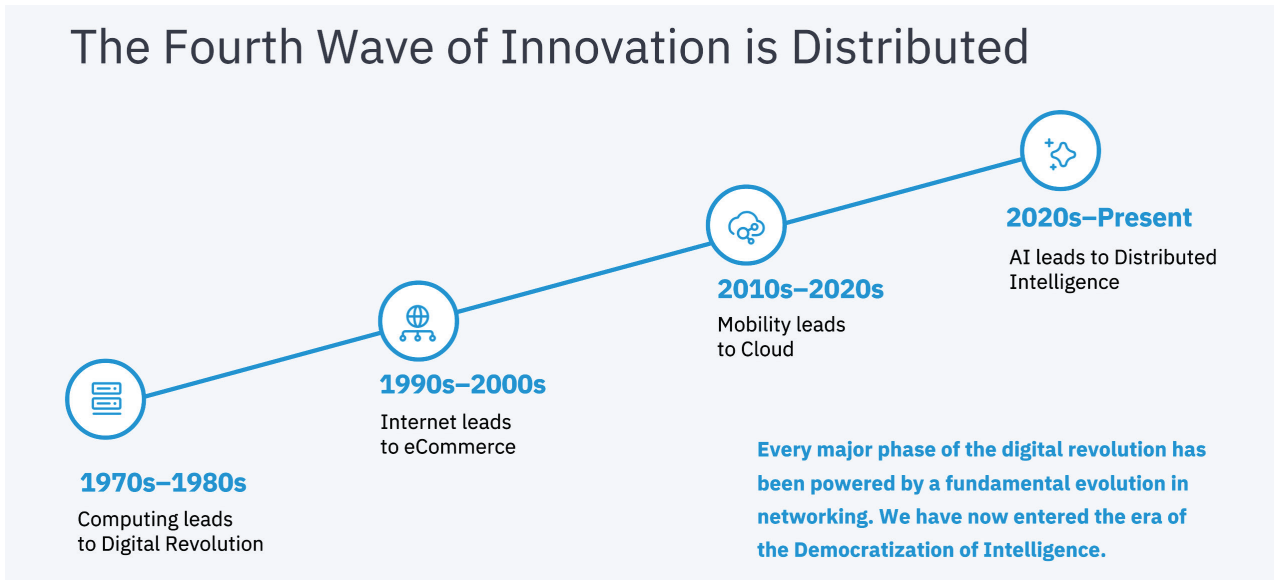 The Fourth Wave of Innovation is Distributed
1970s–1980s
Computing leads
to Digital Revolution
1990s–2000s
Internet leads
to eCommerce
2010s–2020s
Mobility leads
to Cloud
2020s–Present
AI leads to Distributed
Intelligence
Every major phase of the digital revolution has
been powered by a fundamental evolution in
networking. We have now entered the era of
the Democratization of Intelligence.